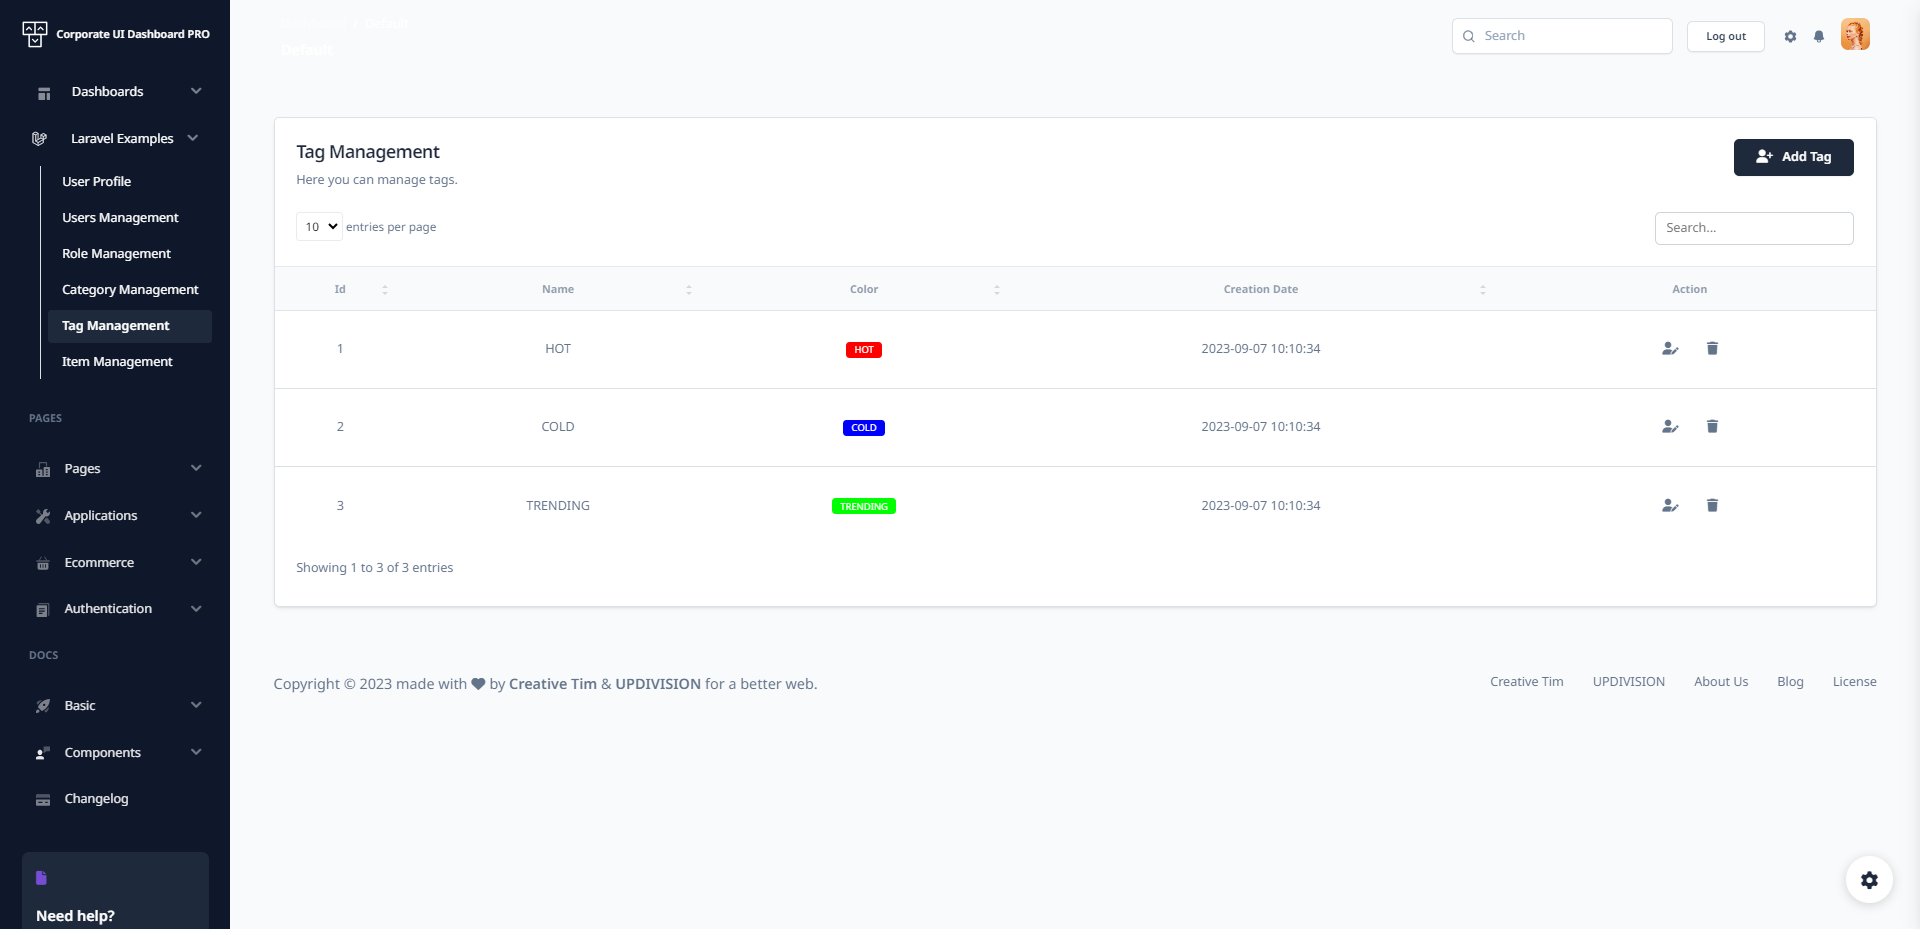 Corporate UI Dashboard PRO
Dashboards
Laravel Examples
User Profile
Users Management
Role Management
Category Management
Tag Management
Item Management
PAGES
Pages
Applications
Ecommerce
Authentication
DOCS
Basic
Components
Changelog
Need help?
Default
Default
Search
Log out
Tag Management
Here you can manage tags.
Add Tag
10 entries per page
Search...
Id Name Color Creation Date Action
1 HOT HOT 2023-09-07 10:10:34
2 COLD COLD 2023-09-07 10:10:34
3 TRENDING TRENDING 2023-09-07 10:10:34
Showing 1 to 3 of 3 entries
Copyright © 2023 made with by Creative Tim & UPDIVISION for a better web.
Creative Tim UPDIVISION About Us Blog License